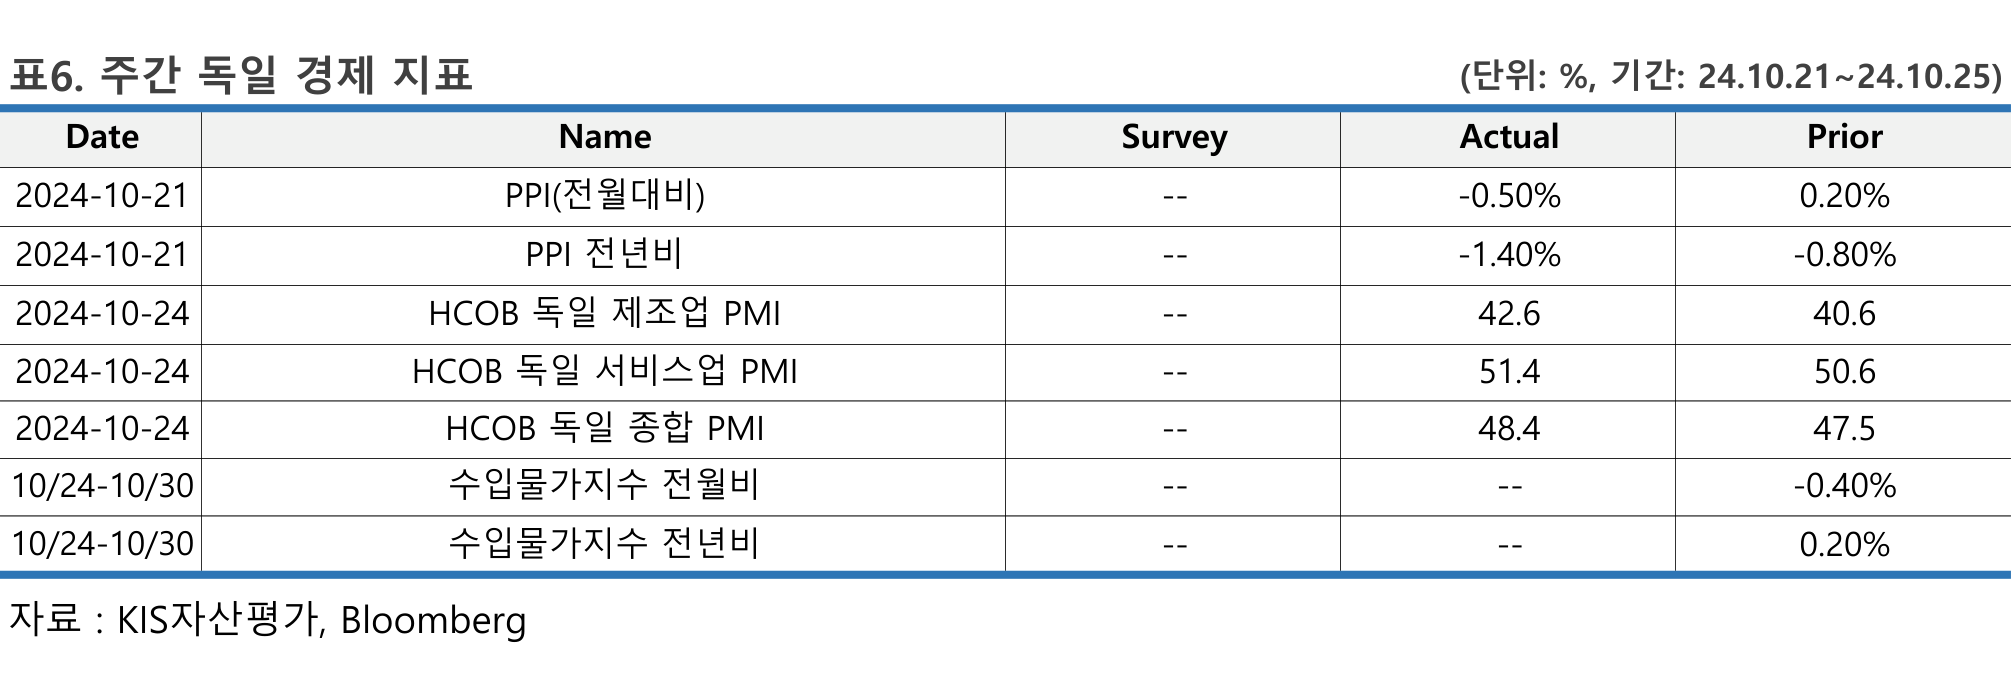 표6. 주간 독일 경제 지표 (단위: %, 기간: 24.10.21~24.10.25)
Date Name Survey Actual Prior
2024-10-21 PPI(전월대비) -- -0.50% 0.20%
2024-10-21 PPI 전년비 -- -1.40% -0.80%
2024-10-24 HCOB 독일 제조업 PMI -- 42.6 40.6
2024-10-24 HCOB 독일 서비스업 PMI -- 51.4 50.6
2024-10-24 HCOB 독일 종합 PMI -- 48.4 47.5
10/24-10/30 수입물가지수 전월비 -- -- -0.40%
10/24-10/30 수입물가지수 전년비 -- -- 0.20%
자료 : KIS자산평가, Bloomberg